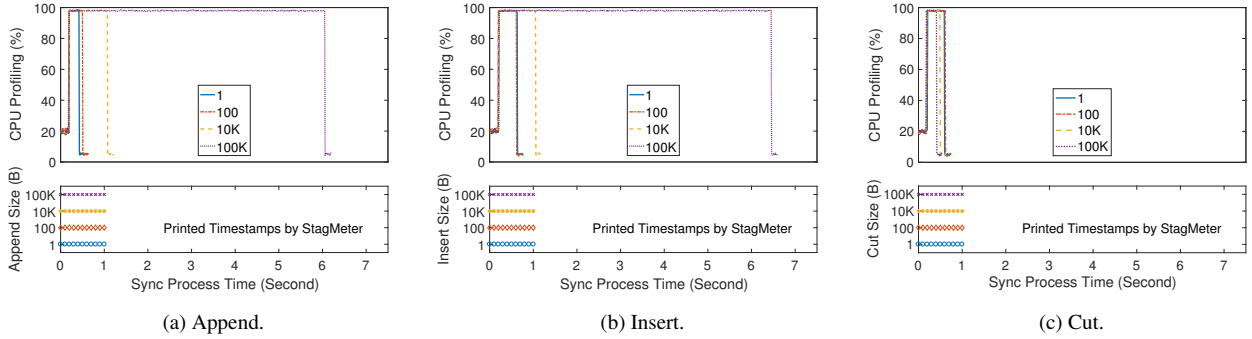 CPU Profiling (%)
100
80
60
40
20
0
1
100
10K
100K
Append Size (B)
100K
10K
100
1
Printed Timestamps by StagMeter
0 1 2 3 4 5 6 7
Sync Process Time (Second)
(a) Append.
CPU Profiling (%)
100
80
60
40
20
0
1
100
10K
100K
Insert Size (B)
100K
10K
100
1
Printed Timestamps by StagMeter
0 1 2 3 4 5 6 7
Sync Process Time (Second)
(b) Insert.
CPU Profiling (%)
100
80
60
40
20
0
1
100
10K
100K
Cut Size (B)
100K
10K
100
1
Printed Timestamps by StagMeter
0 1 2 3 4 5 6 7
Sync Process Time (Second)
(c) Cut.